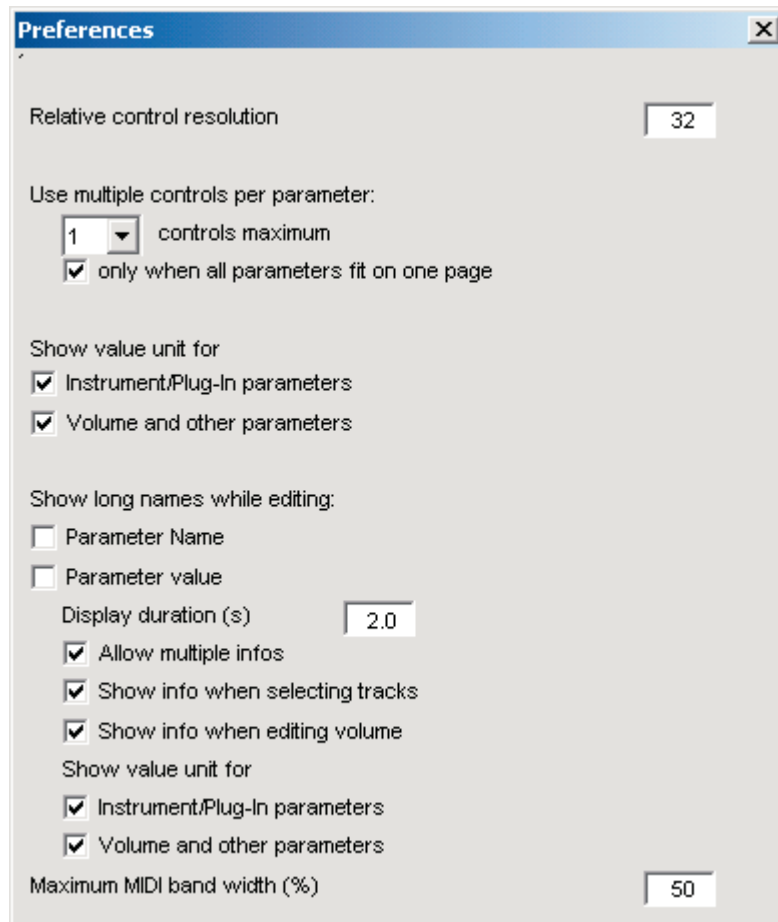 Preferences
Relative control resolution 32
Use multiple controls per parameter:
1 controls maximum
only when all parameters fit on one page
Show value unit for
Instrument/Plug-In parameters
Volume and other parameters
Show long names while editing:
Parameter Name
Parameter value
Display duration (s) 2.0
Allow multiple infos
Show info when selecting tracks
Show info when editing volume
Show value unit for
Instrument/Plug-In parameters
Volume and other parameters
Maximum MIDI band width (%) 50